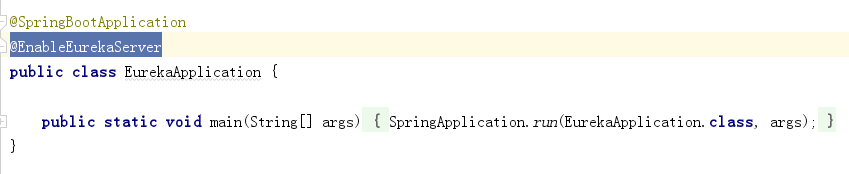 @SpringBootApplication
@EnableEurekaServer
public class EurekaApplication {
public static void main(String[] args) { SpringApplication.run(EurekaApplication.class, args); }
}